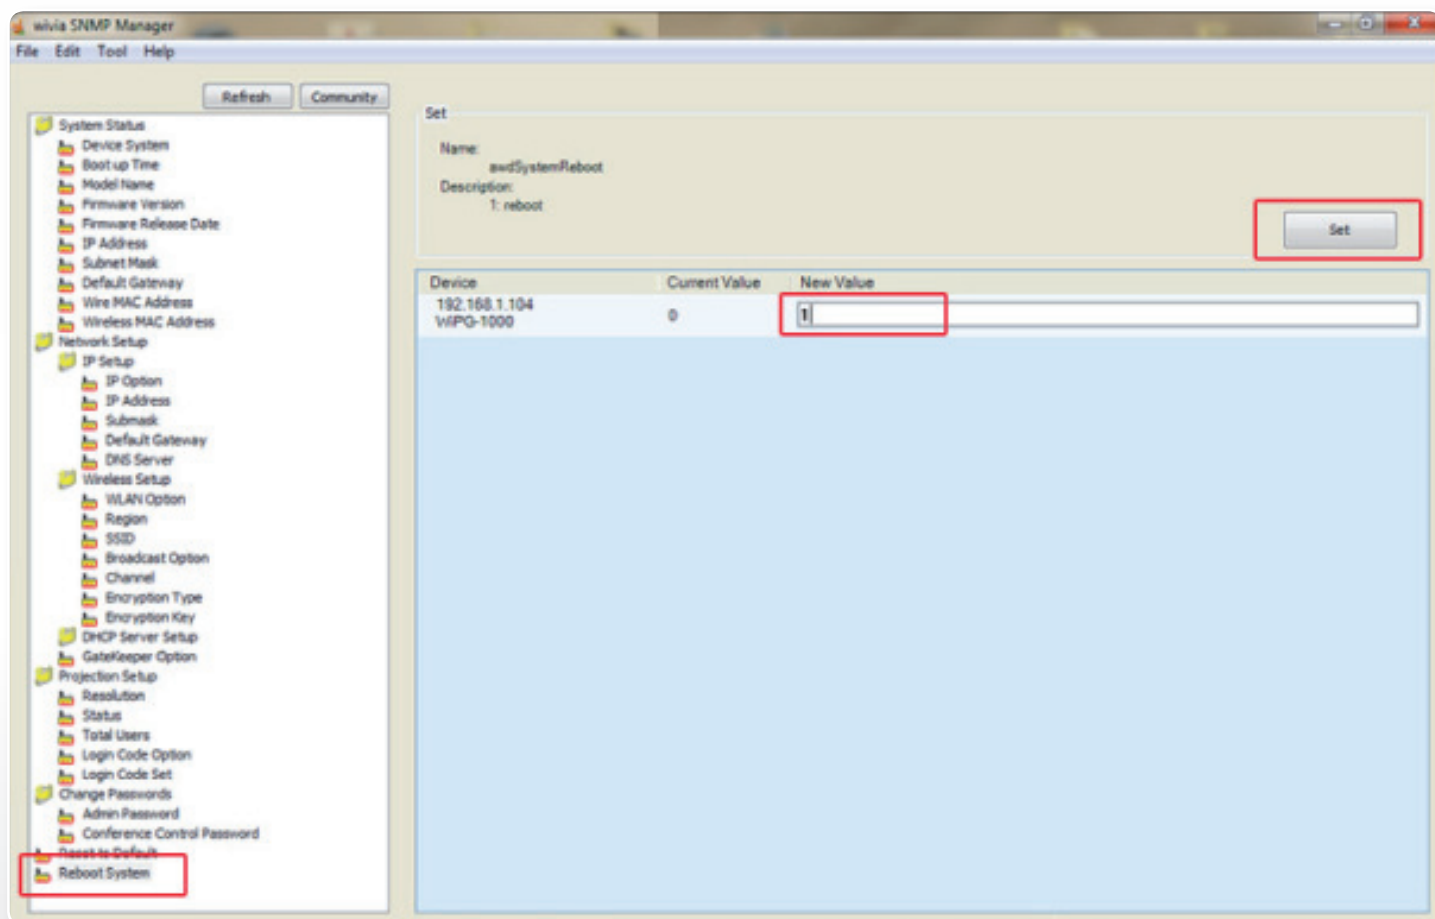 wivia SNMP Manager
File Edit Tool Help
Refresh Community
System Status
Device System
Boot up Time
Model Name
Firmware Version
Firmware Release Date
IP Address
Subnet Mask
Default Gateway
Wire MAC Address
Wireless MAC Address
Network Setup
IP Setup
IP Option
IP Address
Submask
Default Gateway
DNS Server
Wireless Setup
WLAN Option
Region
SSID
Broadcast Option
Channel
Encryption Type
Encryption Key
DHCP Server Setup
GateKeeper Option
Projection Setup
Resolution
Status
Total Users
Login Code Option
Login Code Set
Change Passwords
Admin Password
Conference Control Password
Reset to Default
Reboot System
Set
Name:
awdSystemReboot
Description:
1: reboot
Set
Device Current Value New Value
192.168.1.104
WiPG-1000 0 1